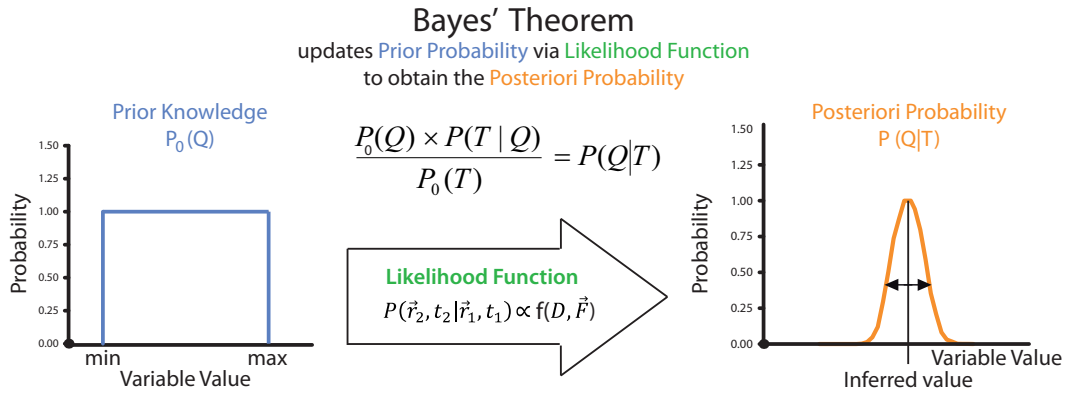 Bayes' Theorem
updates Prior Probability via Likelihood Function
to obtain the Posteriori Probability
Prior Knowledge
P₀(Q)
Probability
1.50
1.25
1.00
0.75
0.50
0.25
0.00
min
max
Variable Value
P₀(Q) × P(T | Q)
P₀(T)
= P(Q|T)
Likelihood Function
P(r⃗₂, t₂|r⃗₁, t₁) ∝ f(D, F⃗)
Posteriori Probability
P (Q|T)
Probability
1.50
1.25
1.00
0.75
0.50
0.25
0.00
Variable Value
Inferred value